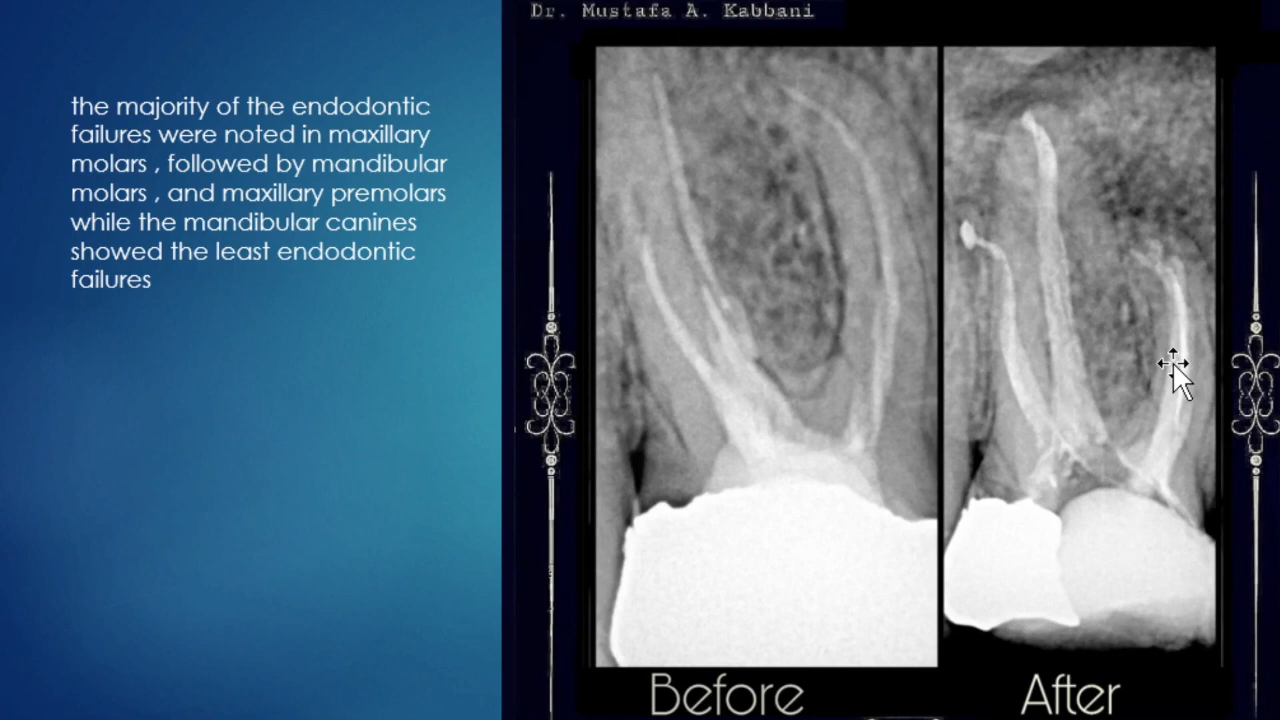 Dr. Mustafa A. Kabbani
the majority of the endodontic
failures were noted in maxillary
molars , followed by mandibular
molars , and maxillary premolars
while the mandibular canines
showed the least endodontic
failures
Before
After